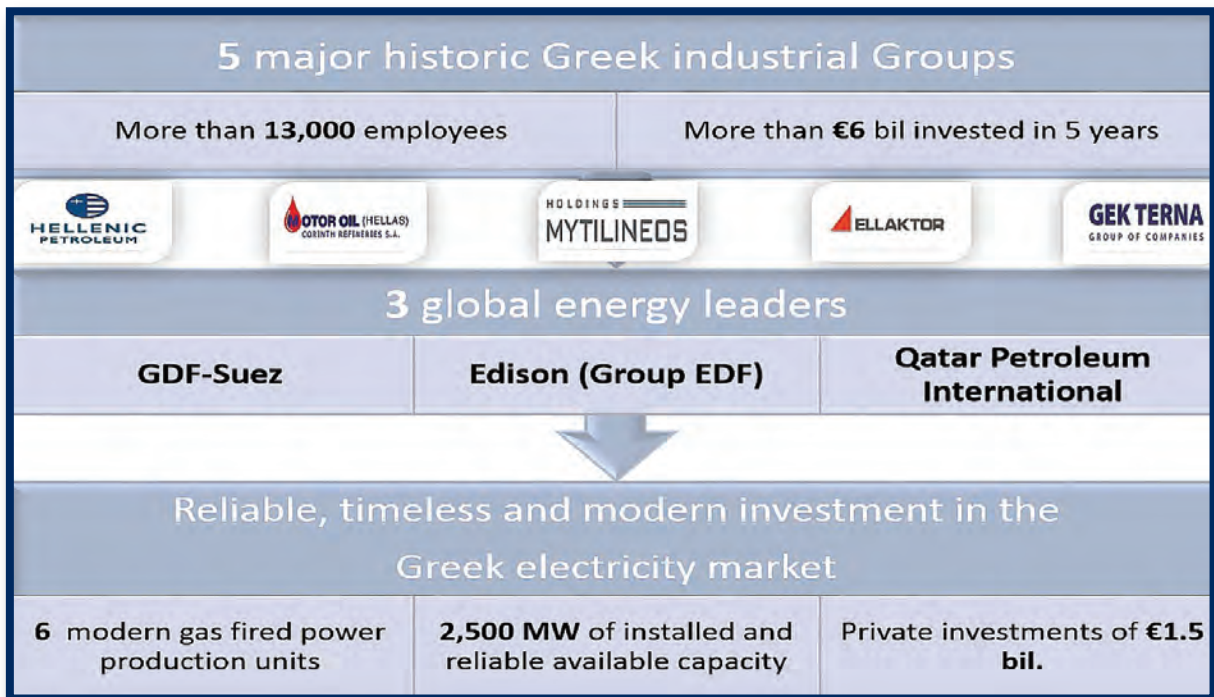 5 major historic Greek industrial Groups
More than 13,000 employees
More than €6 bil invested in 5 years
HELLENIC
PETROLEUM
MOTOR OIL (HELLAS)
CORINTH REFINERIES S.A.
HOLDINGS
MYTILINEOS
ELLAKTOR
GEK TERNA
GROUP OF COMPANIES
3 global energy leaders
GDF-Suez
Edison (Group EDF)
Qatar Petroleum
International
Reliable, timeless and modern investment in the
Greek electricity market
6 modern gas fired power
production units
2,500 MW of installed and
reliable available capacity
Private investments of €1.5
bil.